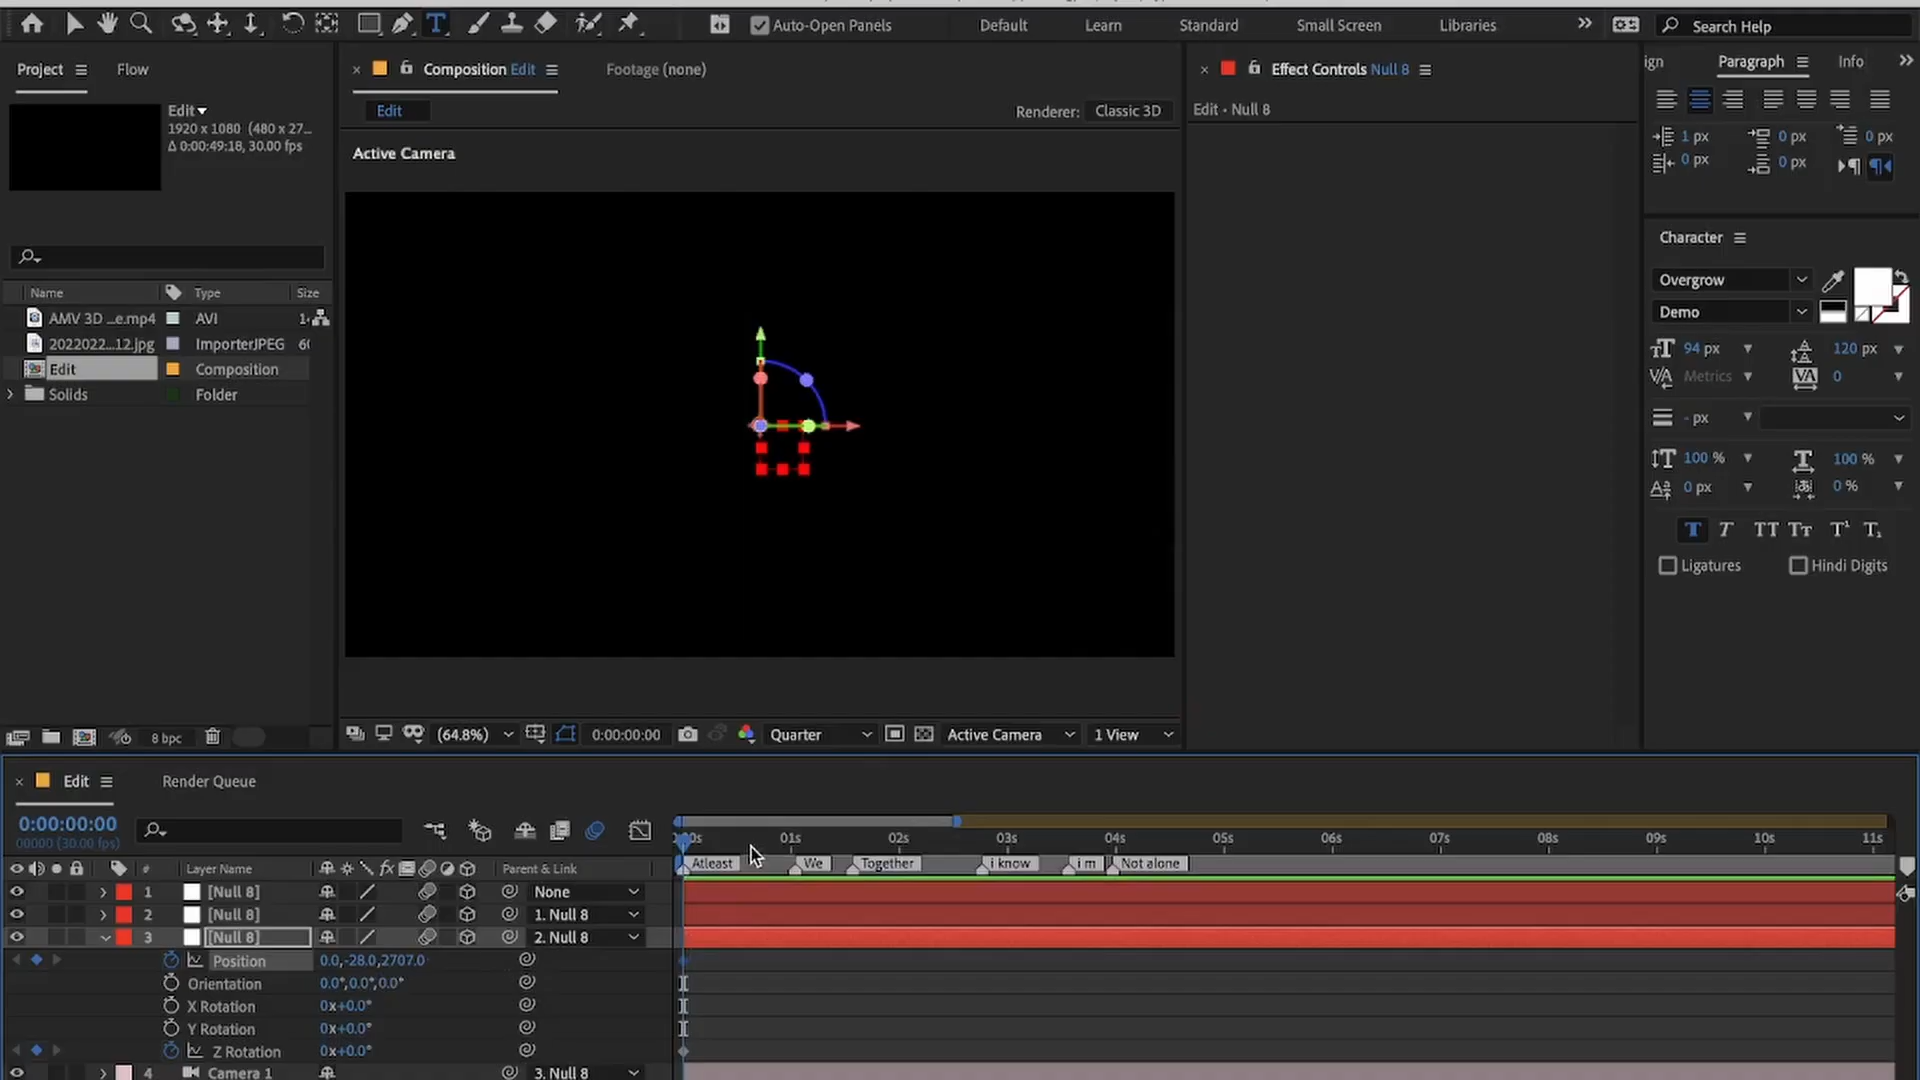 Auto-Open Panels
Default
Learn
Standard
Small Screen
Libraries
Search Help
Project
Flow
Composition Edit
Footage (none)
Effect Controls Null 8
ign
Paragraph
Info
Edit
1920 x 1080 (480 x 27...
Δ 0:00:49:18, 30.00 fps
Edit
Renderer:
Classic 3D
Edit • Null 8
Active Camera
1 px
0 px
0 px
0 px
0 px
Character
Overgrow
Demo
94 px
120 px
Metrics
0
- px
100 %
100 %
0 px
0 %
Ligatures
Hindi Digits
Name
Type
Size
AMV 3D ...e.mp4
AVI
2022022...12.jpg
ImporterJPEG
Edit
Composition
Solids
Folder
8 bpc
(64.8%)
0:00:00:00
Quarter
Active Camera
1 View
Edit
Render Queue
0:00:00:00
00000 (30.00 fps)
01s
02s
03s
04s
05s
06s
07s
08s
09s
10s
11s
Atleast
We
Together
i know
i m
Not alone
#
Layer Name
fx
Parent & Link
1
[Null 8]
None
2
[Null 8]
1. Null 8
3
[Null 8]
2. Null 8
Position
0.0,-28.0,2707.0
Orientation
0.0°,0.0°,0.0°
X Rotation
0x+0.0°
Y Rotation
0x+0.0°
Z Rotation
0x+0.0°
4
Camera 1
3. Null 8